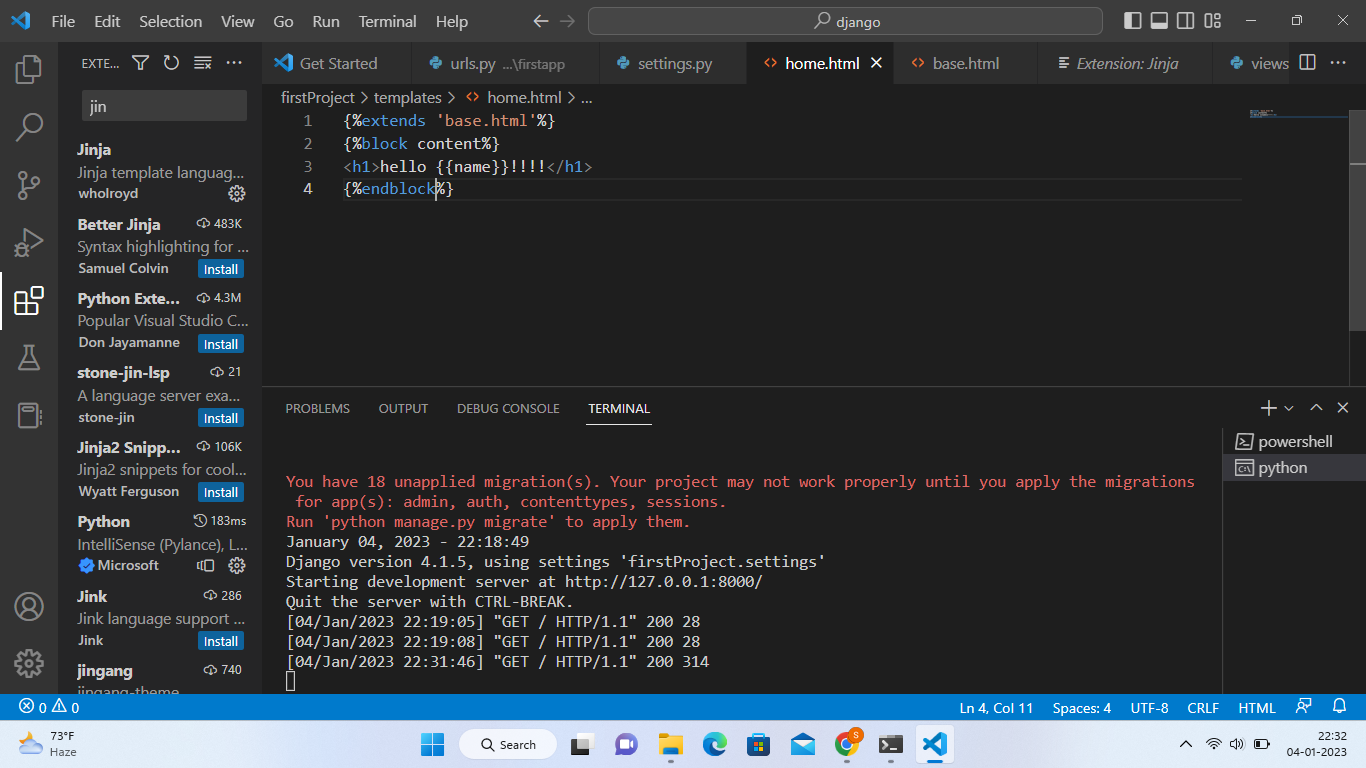 File Edit Selection View Go Run Terminal Help django
EXTE...
Get Started
urls.py ...\firstapp
settings.py
home.html
base.html
Extension: Jinja
views
jin
Jinja
Jinja template languag...
wholroyd
Better Jinja 483K
Syntax highlighting for ...
Samuel Colvin Install
Python Exte... 4.3M
Popular Visual Studio C...
Don Jayamanne Install
stone-jin-lsp 21
A language server exa...
stone-jin Install
Jinja2 Snipp... 106K
Jinja2 snippets for cool...
Wyatt Ferguson Install
Python 183ms
IntelliSense (Pylance), L...
Microsoft
Jink 286
Jink language support ...
Jink Install
jingang 740
jingang-theme
firstProject > templates > home.html > ...
1 {%extends 'base.html'%}
2 {%block content%}
3 <h1>hello {{name}}!!!!</h1>
4 {%endblock%}
PROBLEMS OUTPUT DEBUG CONSOLE TERMINAL
powershell
python
You have 18 unapplied migration(s). Your project may not work properly until you apply the migrations
for app(s): admin, auth, contenttypes, sessions.
Run 'python manage.py migrate' to apply them.
January 04, 2023 - 22:18:49
Django version 4.1.5, using settings 'firstProject.settings'
Starting development server at http://127.0.0.1:8000/
Quit the server with CTRL-BREAK.
[04/Jan/2023 22:19:05] "GET / HTTP/1.1" 200 28
[04/Jan/2023 22:19:08] "GET / HTTP/1.1" 200 28
[04/Jan/2023 22:31:46] "GET / HTTP/1.1" 200 314
0 0 Ln 4, Col 11 Spaces: 4 UTF-8 CRLF HTML
73°F
Haze
Search
S
22:32
04-01-2023